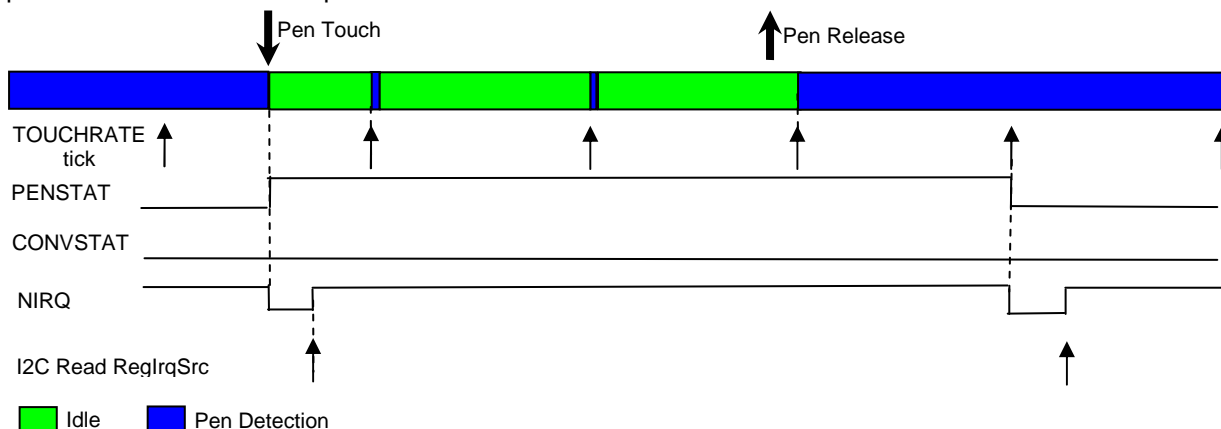 Pen Touch
Pen Release
TOUCHRATE
tick
PENSTAT
CONVSTAT
NIRQ
I2C Read RegIrqSrc
Idle
Pen Detection